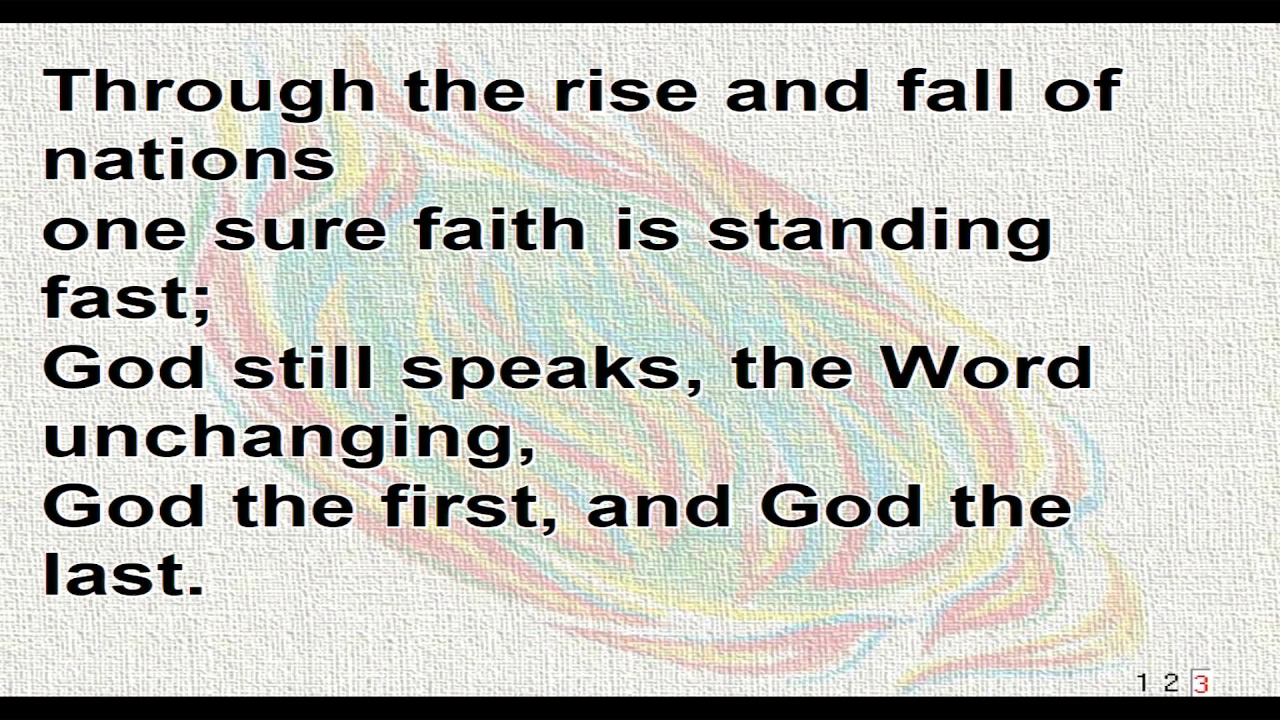 Through the rise and fall of
nations
one sure faith is standing
fast;
God still speaks, the Word
unchanging,
God the first, and God the
last.
1 2 3